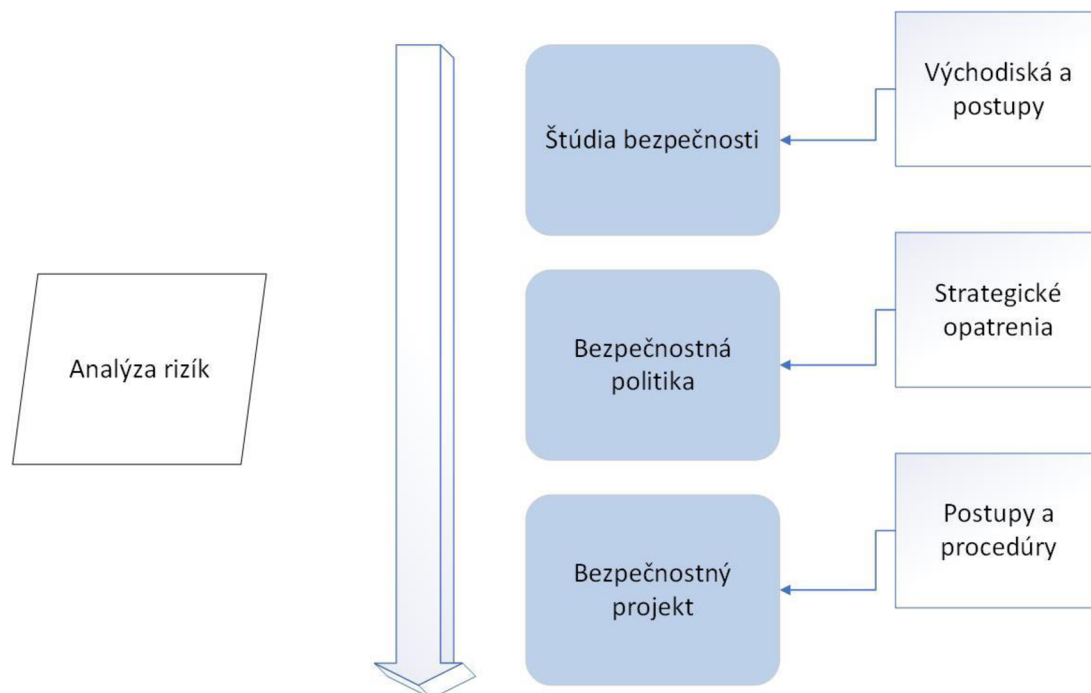 Analýza rizík
Štúdia bezpečnosti
Východiská a
postupy
Bezpečnostná
politika
Strategické
opatrenia
Bezpečnostný
projekt
Postupy a
procedúry